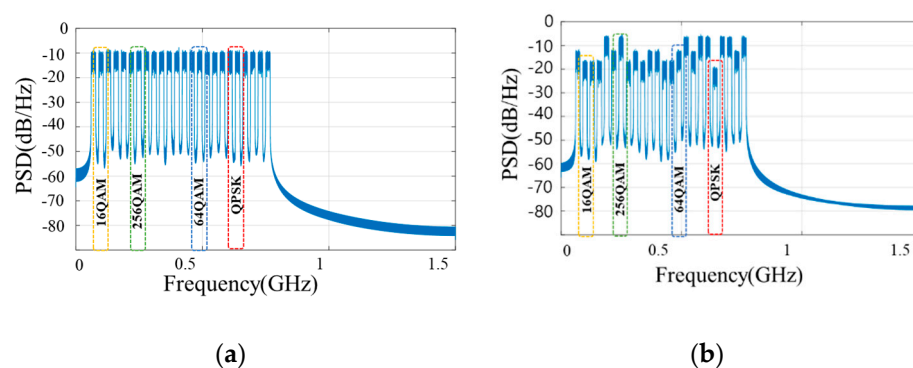 0
-10
-20
-30
-40
-50
-60
-70
-80
PSD(dB/Hz)
16QAM
256QAM
64QAM
QPSK
0
0.5
1
1.5
Frequency(GHz)
(a)
0
-10
-20
-30
-40
-50
-60
-70
-80
PSD(dB/Hz)
16QAM
256QAM
64QAM
QPSK
0
0.5
1
1.5
Frequency(GHz)
(b)